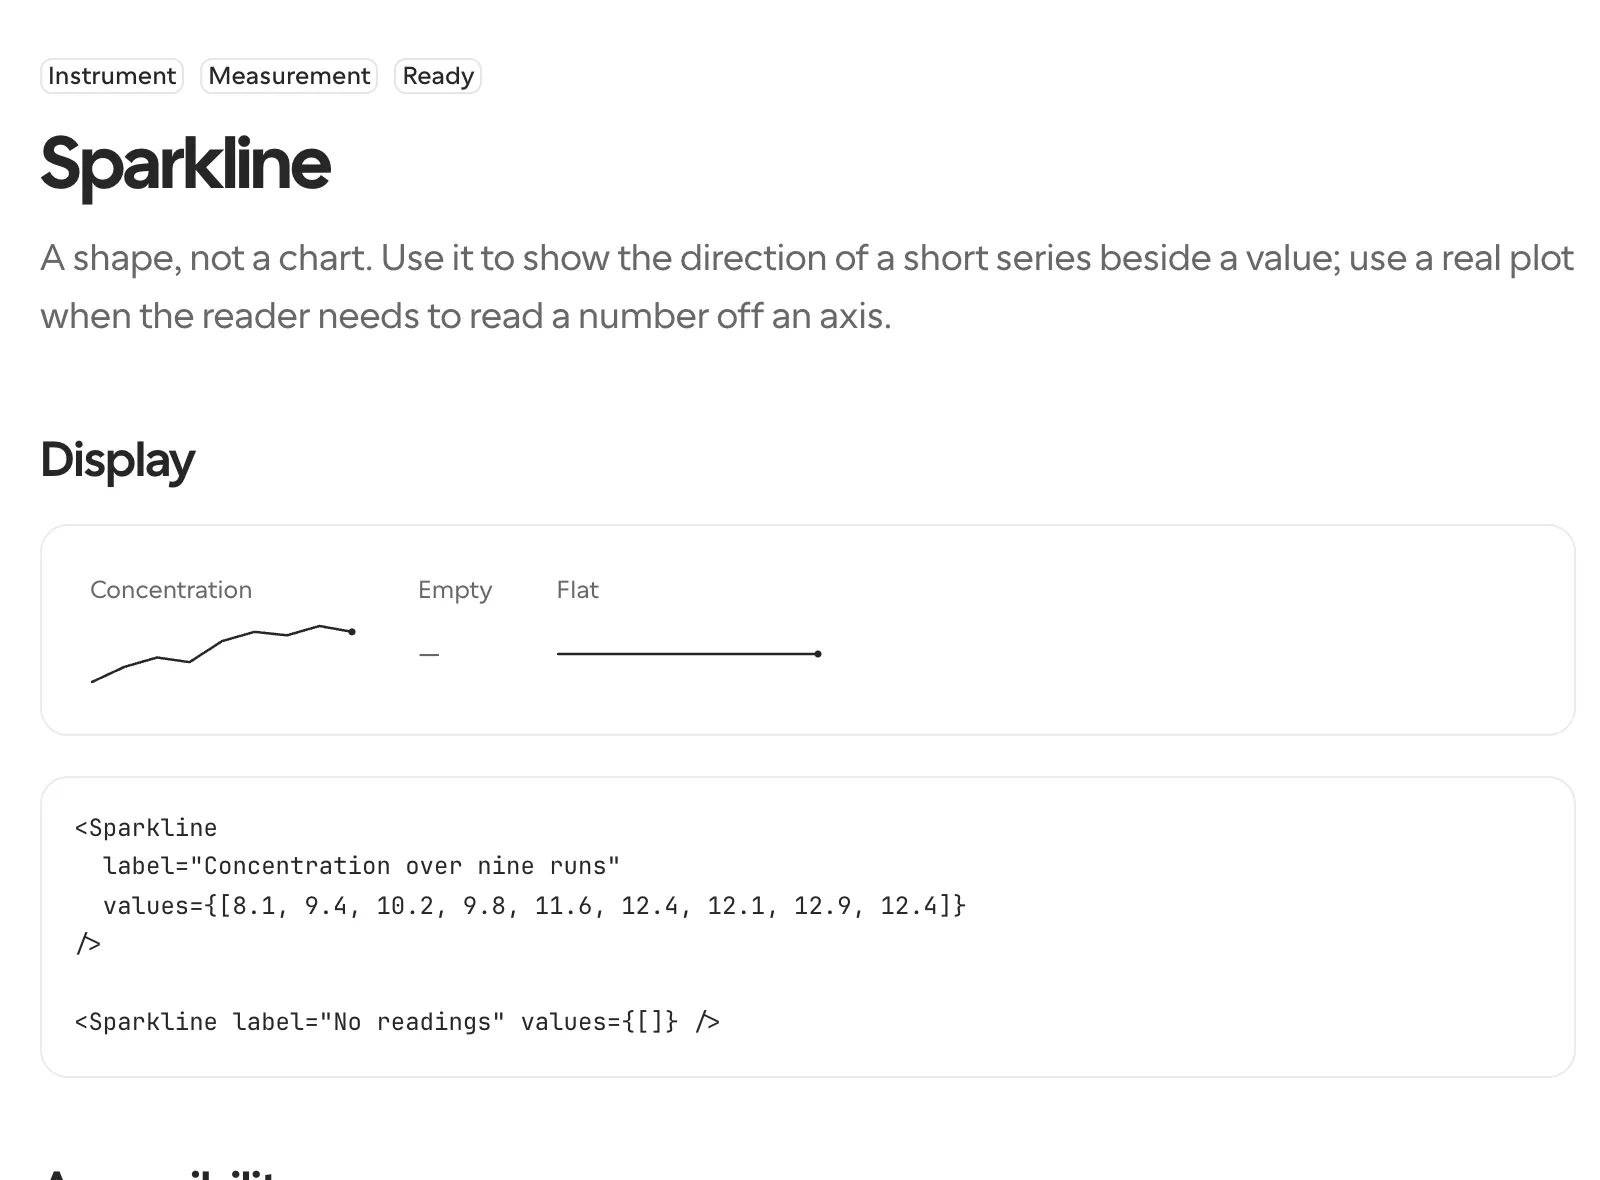 Instrument Measurement Ready
Sparkline
A shape, not a chart. Use it to show the direction of a short series beside a value; use a real plot
when the reader needs to read a number off an axis.
Display
Concentration Empty Flat
—
<Sparkline
  label="Concentration over nine runs"
  values={[8.1, 9.4, 10.2, 9.8, 11.6, 12.4, 12.1, 12.9, 12.4]}
/>
<Sparkline label="No readings" values={[]} />